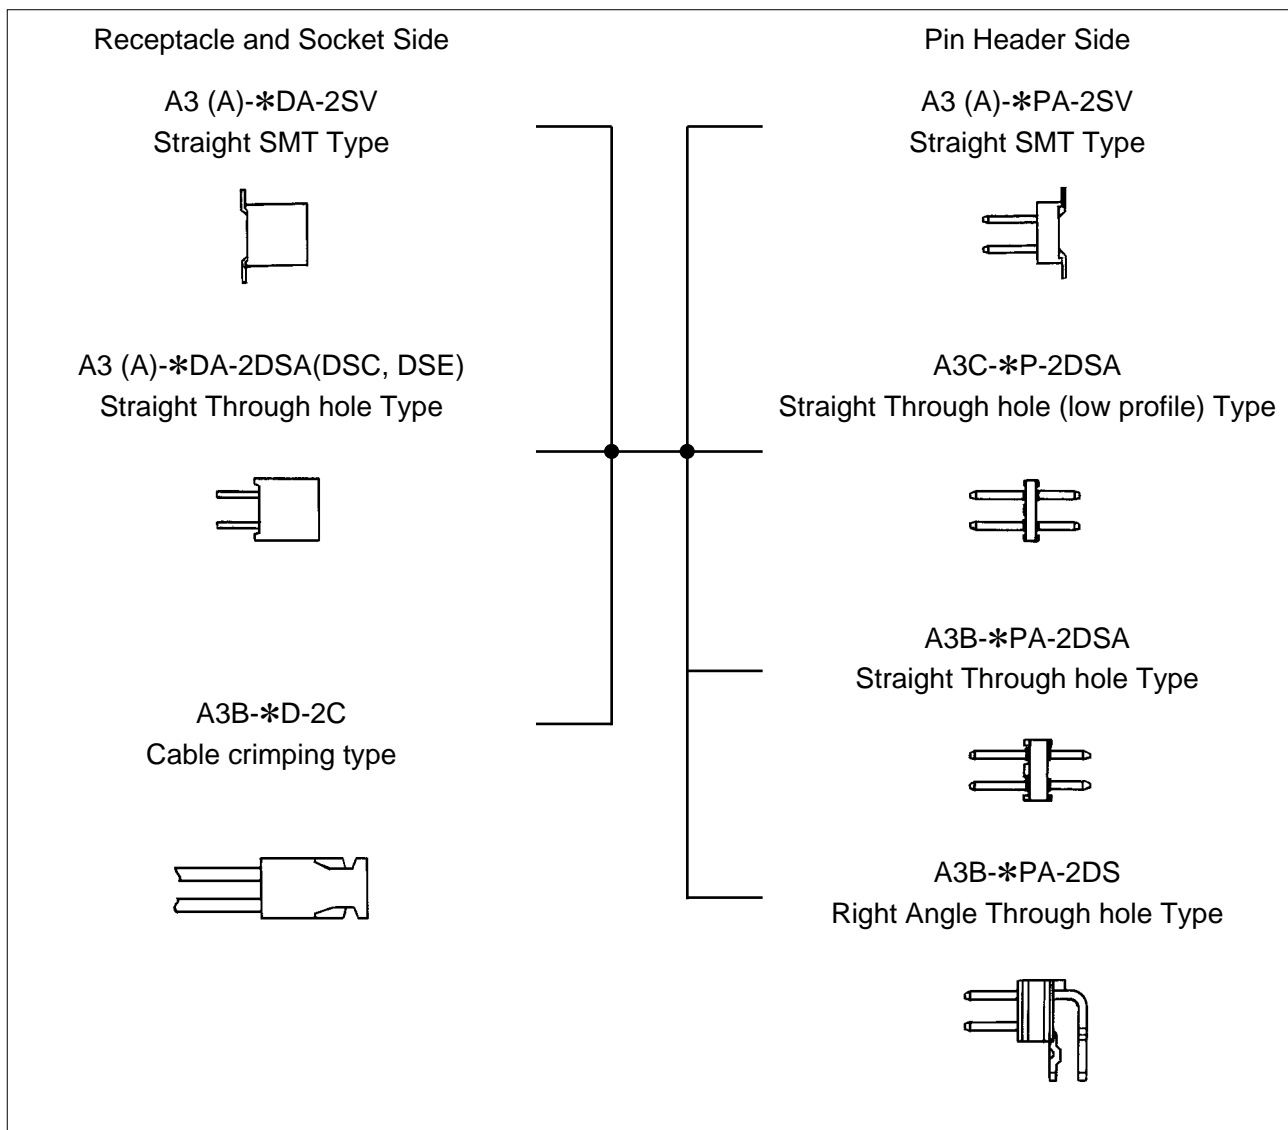 Receptacle and Socket Side
A3 (A)-✻DA-2SV
Straight SMT Type
A3 (A)-✻DA-2DSA(DSC, DSE)
Straight Through hole Type
A3B-✻D-2C
Cable crimping type
Pin Header Side
A3 (A)-✻PA-2SV
Straight SMT Type
A3C-✻P-2DSA
Straight Through hole (low profile) Type
A3B-✻PA-2DSA
Straight Through hole Type
A3B-✻PA-2DS
Right Angle Through hole Type